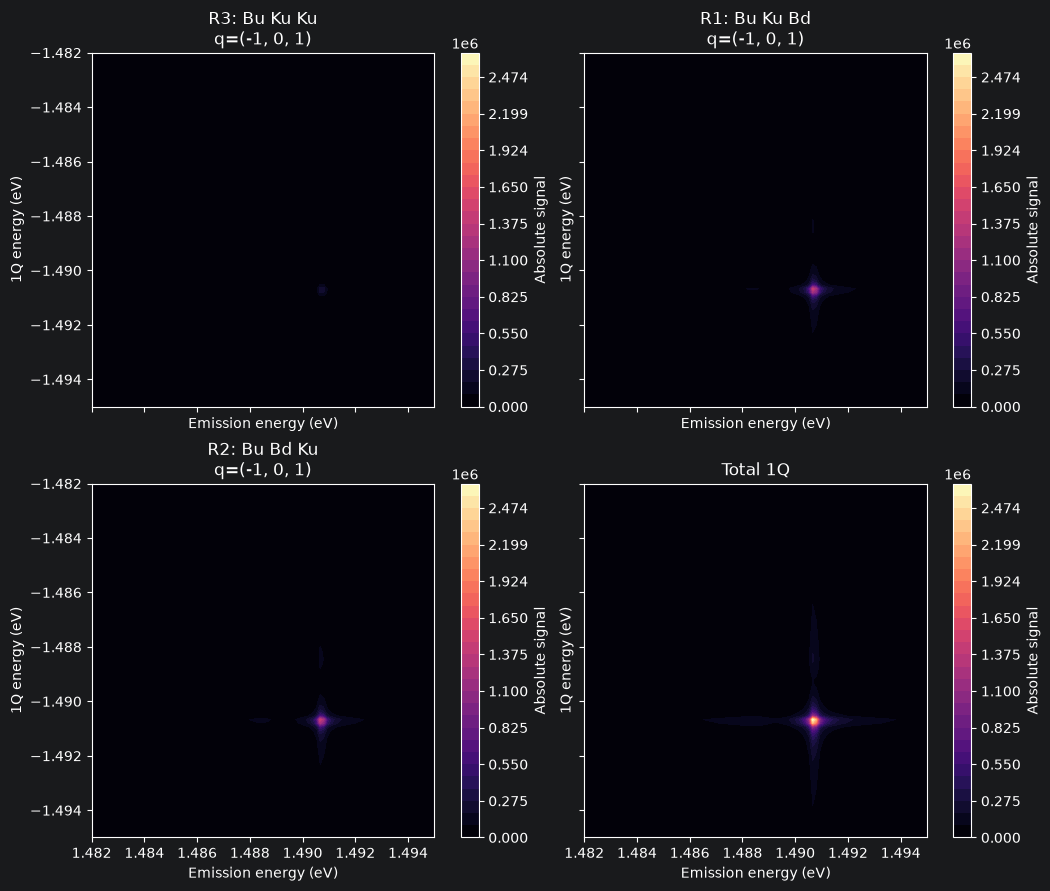 R3: Bu Ku Ku
q=(-1, 0, 1)
1e6
−1.482
−1.484
−1.486
−1.488
−1.490
−1.492
−1.494
1Q energy (eV)
Emission energy (eV)
2.474
2.199
1.924
1.650
1.375
1.100
0.825
0.550
0.275
0.000
Absolute signal
R1: Bu Ku Bd
q=(-1, 0, 1)
1e6
1Q energy (eV)
Emission energy (eV)
2.474
2.199
1.924
1.650
1.375
1.100
0.825
0.550
0.275
0.000
Absolute signal
R2: Bu Bd Ku
q=(-1, 0, 1)
1e6
−1.482
−1.484
−1.486
−1.488
−1.490
−1.492
−1.494
1Q energy (eV)
1.482 1.484 1.486 1.488 1.490 1.492 1.494
Emission energy (eV)
2.474
2.199
1.924
1.650
1.375
1.100
0.825
0.550
0.275
0.000
Absolute signal
Total 1Q
1e6
1Q energy (eV)
1.482 1.484 1.486 1.488 1.490 1.492 1.494
Emission energy (eV)
2.474
2.199
1.924
1.650
1.375
1.100
0.825
0.550
0.275
0.000
Absolute signal